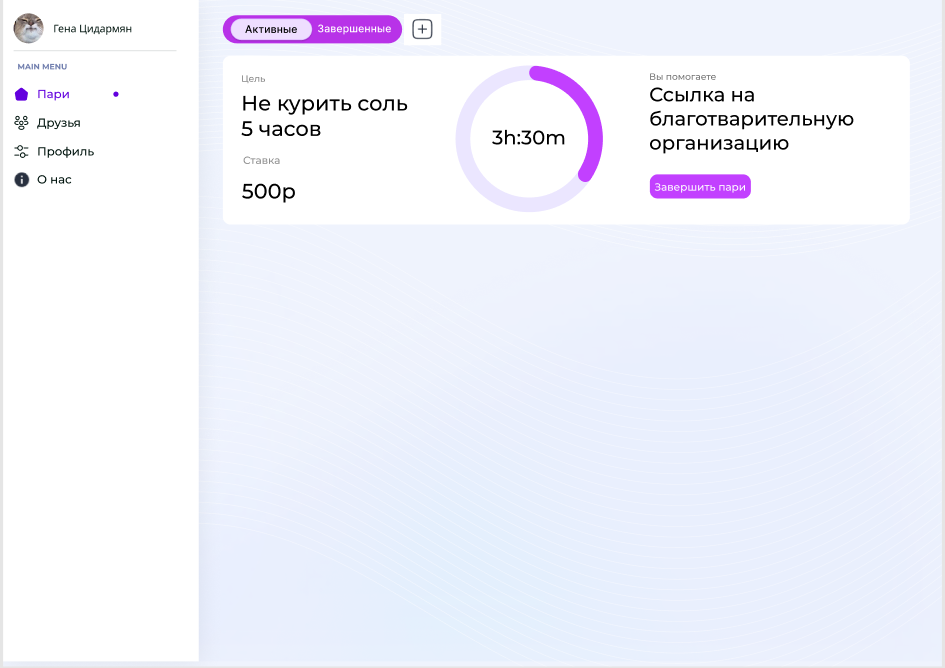 Гена Цидармян
MAIN MENU
Пари
Друзья
Профиль
О нас
Активные
Завершенные
Цель
Не курить соль
5 часов
Ставка
500р
3h:30m
Вы помогаете
Ссылка на
благотварительную
организацию
Завершить пари